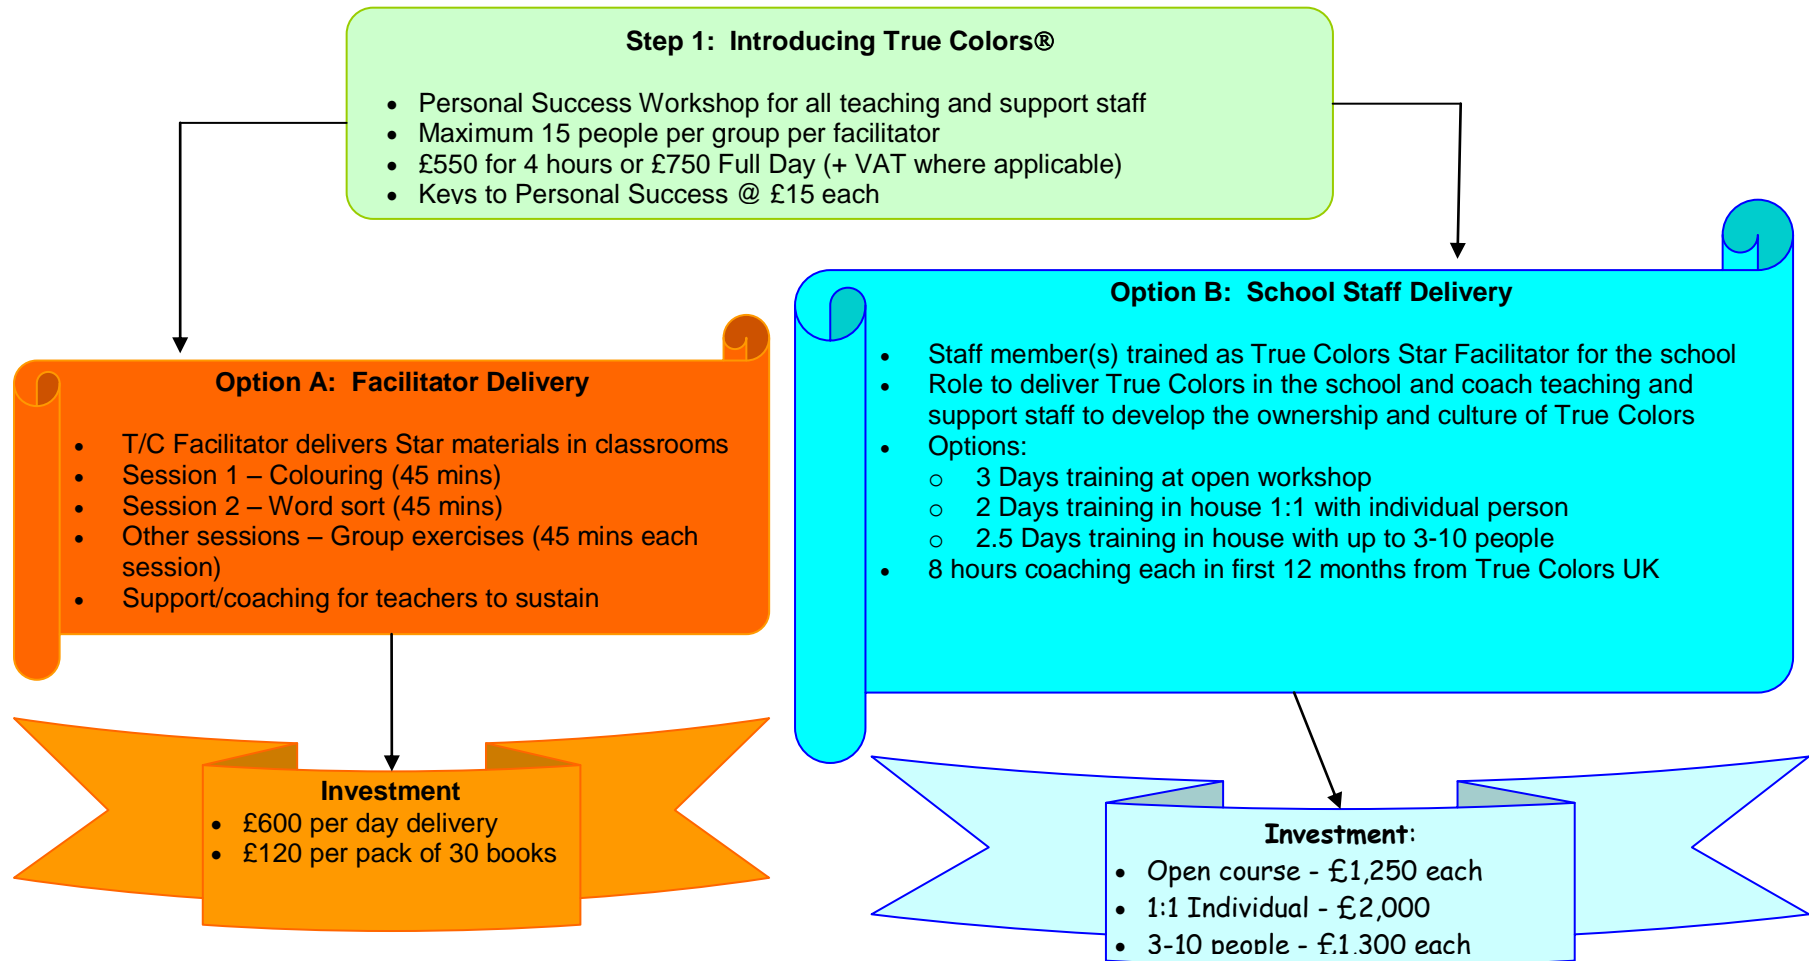 Step 1: Introducing True Colors®
• Personal Success Workshop for all teaching and support staff
• Maximum 15 people per group per facilitator
• £550 for 4 hours or £750 Full Day (+ VAT where applicable)
• Keys to Personal Success @ £15 each
Option A: Facilitator Delivery
• T/C Facilitator delivers Star materials in classrooms
• Session 1 – Colouring (45 mins)
• Session 2 – Word sort (45 mins)
• Other sessions – Group exercises (45 mins each
session)
• Support/coaching for teachers to sustain
Investment
• £600 per day delivery
• £120 per pack of 30 books
Option B: School Staff Delivery
• Staff member(s) trained as True Colors Star Facilitator for the school
• Role to deliver True Colors in the school and coach teaching and
support staff to develop the ownership and culture of True Colors
• Options:
o 3 Days training at open workshop
o 2 Days training in house 1:1 with individual person
o 2.5 Days training in house with up to 3-10 people
• 8 hours coaching each in first 12 months from True Colors UK
Investment:
• Open course - £1,250 each
• 1:1 Individual - £2,000
• 3-10 people - £1,300 each